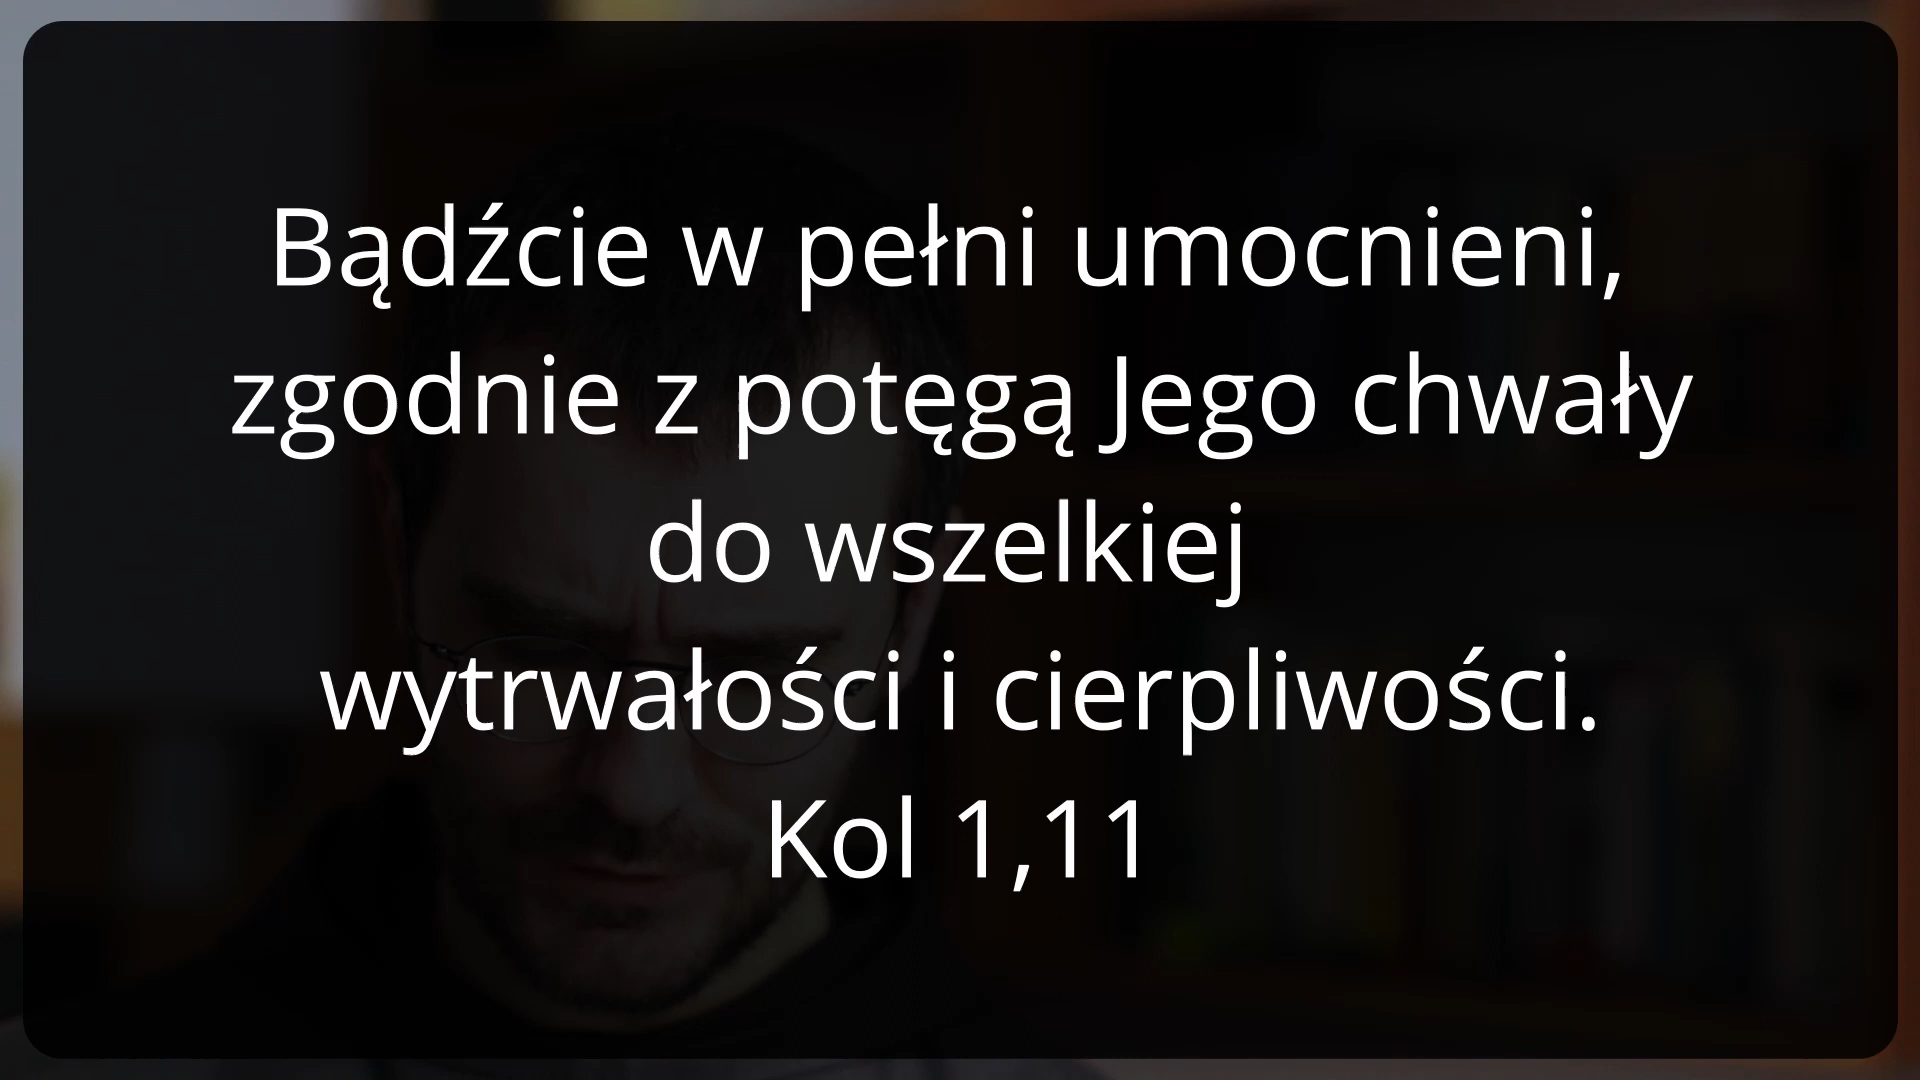 Bądźcie w pełni umocnieni,
zgodnie z potęgą Jego chwały
do wszelkiej
wytrwałości i cierpliwości.
Kol 1,11